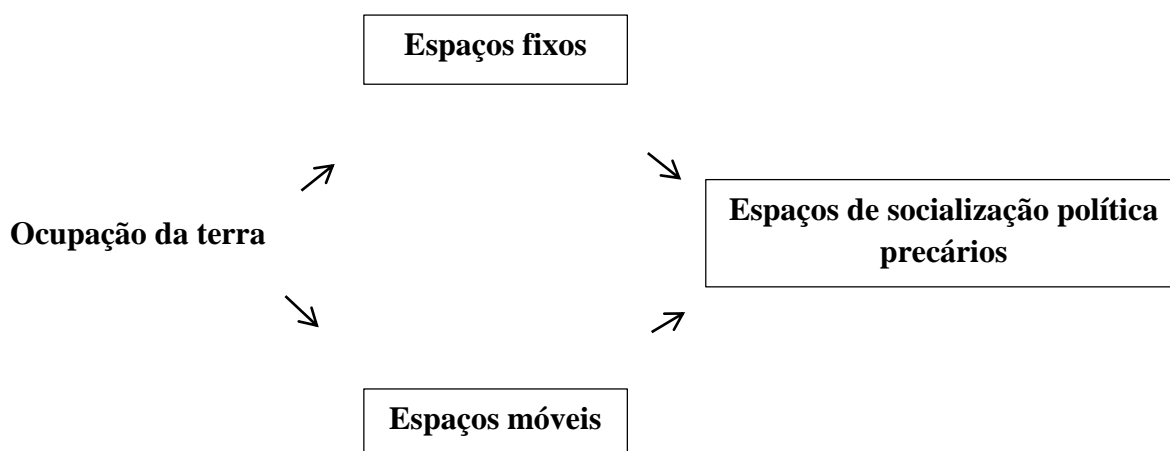 Espaços fixos
Ocupação da terra
Espaços de socialização política
precários
Espaços móveis